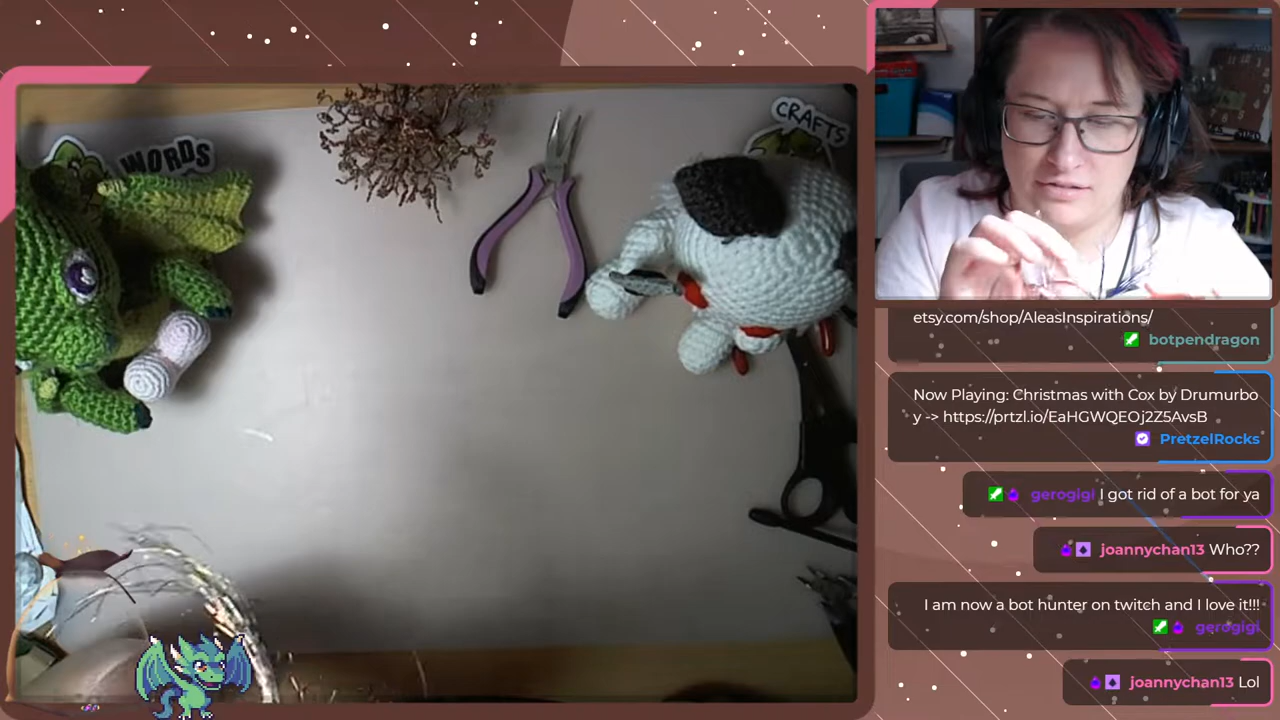 WORDS
CRAFTS
etsy.com/shop/AleasInspirations/
botpendragon
Now Playing: Christmas with Cox by Drumurbo
y -> https://prtzl.io/EaHGWQEOj2Z5AvsB
PretzelRocks
gerogigi I got rid of a bot for ya
joannychan13 Who??
I am now a bot hunter on twitch and I love it!!!
gerogigi
joannychan13 Lol